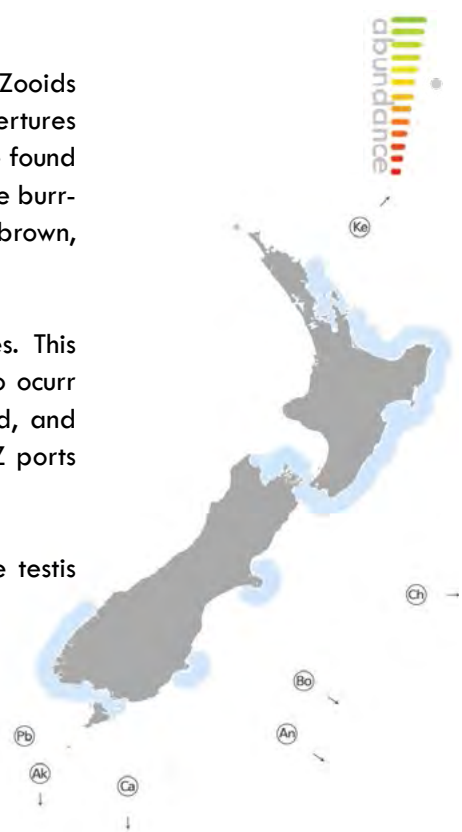 abundance
Zooids
ertures
found
e burr-
brown,
es. This
o ocurr
d, and
Z ports
e testis
Ke
Ch
Bo
An
Pb
Ak
Ca